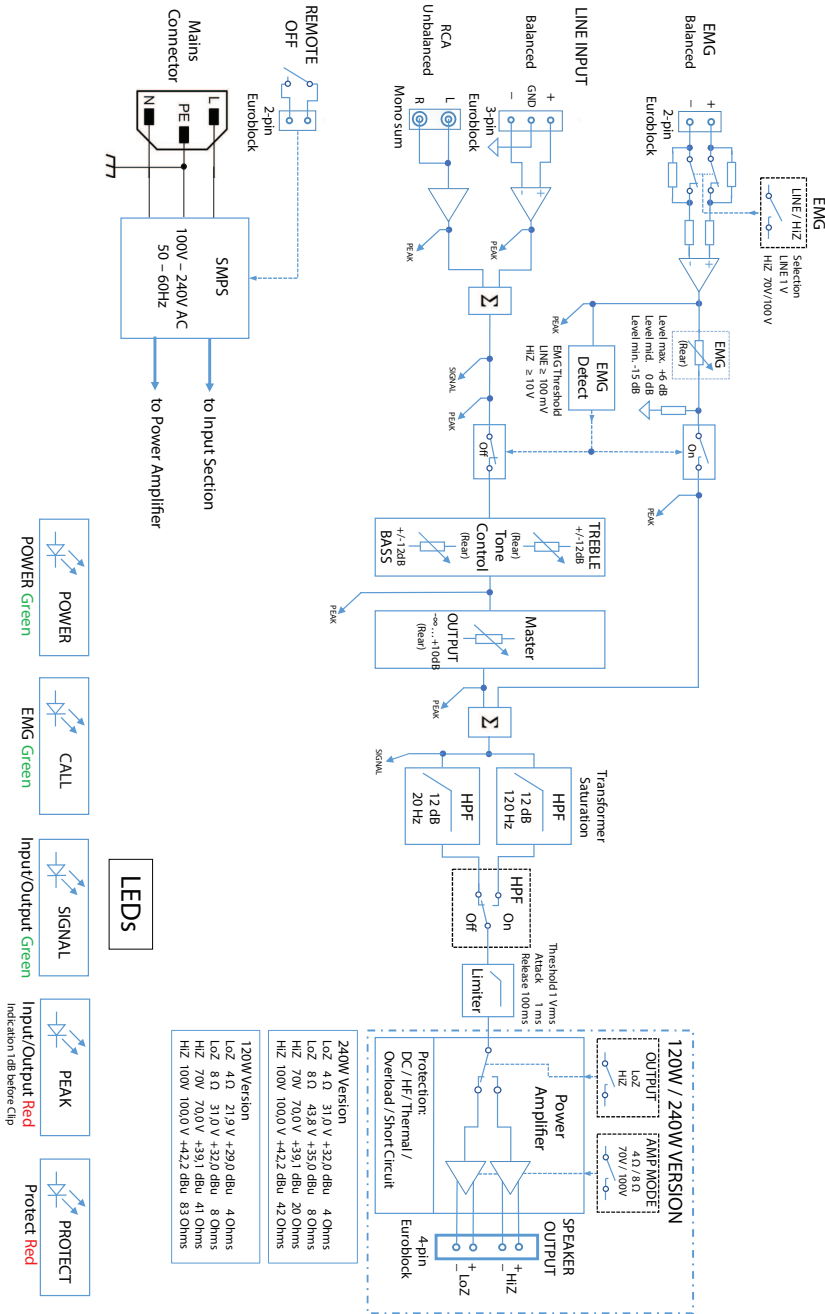 EMG
LINE / HiZ
Selection
LINE 1 V
HiZ 70V/100 V
EMG
Balanced
+
−
2-pin
Euroblock
+
-
EMG
(Rear)
Level max. +6 dB
Level mid. 0 dB
Level min. -15 dB
PEAK
EMG
Detect
EMG Threshold
LINE ≥ 100 mV
HiZ ≥ 10 V
On
PEAK
LINE INPUT
Balanced
+
GND
−
3-pin
Euroblock
+
-
PEAK
RCA
Unbalanced
L
R
Mono sum
PEAK
Σ
SIGNAL
PEAK
Off
TREBLE
+/-12dB
(Rear)
Tone
Control
(Rear)
+/-12dB
BASS
PEAK
Master
OUTPUT
-∞ ... +10dB
(Rear)
PEAK
Σ
SIGNAL
Transformer
Saturation
HPF
12 dB
120 Hz
HPF
12 dB
20 Hz
HPF
On
Off
Threshold 1 Vrms
Attack 1 ms
Release 100 ms
Limiter
120W / 240W VERSION
OUTPUT
LoZ
HiZ
AMP MODE
4 Ω / 8 Ω
70V / 100V
Power
Amplifier
Protection:
DC / HF / Thermal /
Overload / Short Circuit
SPEAKER
OUTPUT
+
− HiZ
+
− LoZ
4-pin
Euroblock
240W Version
LoZ 4 Ω 31,0 V +32,0 dBu 4 Ohms
LoZ 8 Ω 43,8 V +35,0 dBu 8 Ohms
HiZ 70V 70,0 V +39,1 dBu 20 Ohms
HiZ 100V 100,0 V +42,2 dBu 42 Ohms
120W Version
LoZ 4 Ω 21,9 V +29,0 dBu 4 Ohms
LoZ 8 Ω 31,0 V +32,0 dBu 8 Ohms
HiZ 70V 70,0 V +39,1 dBu 41 Ohms
HiZ 100V 100,0 V +42,2 dBu 83 Ohms
REMOTE
OFF
2-pin
Euroblock
Mains
Connector
L
PE
N
SMPS
100V – 240V AC
50 – 60Hz
to Input Section
to Power Amplifier
LEDs
POWER
POWER Green
CALL
EMG Green
SIGNAL
Input/Output Green
PEAK
Input/Output Red
Indication 1dB before Clip
PROTECT
Protect Red